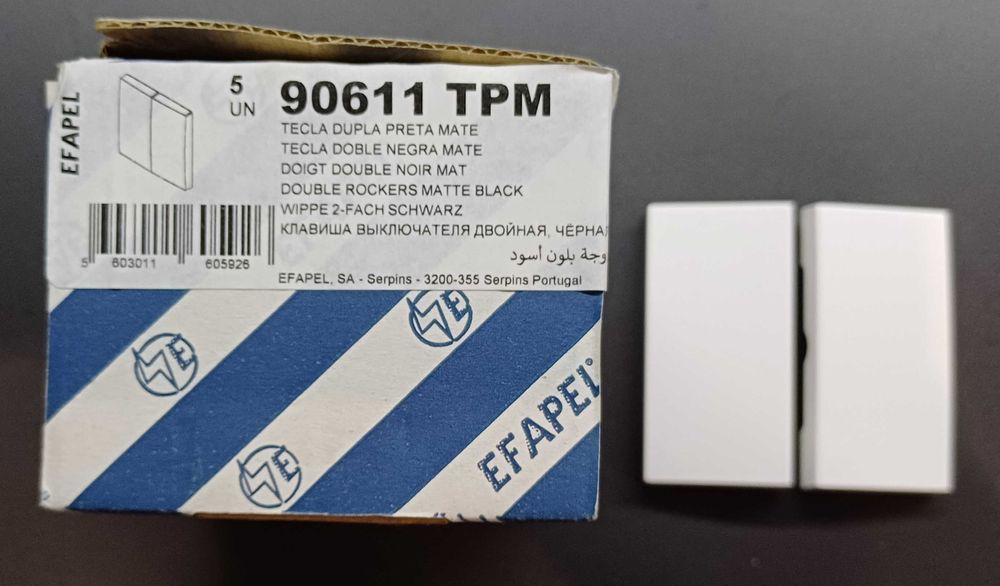 EFAPEL
5
UN
90611 TPM
TECLA DUPLA PRETA MATE
TECLA DOBLE NEGRA MATE
DOIGT DOUBLE NOIR MAT
DOUBLE ROCKERS MATTE BLACK
WIPPE 2-FACH SCHWARZ
КЛАВИША ВЫКЛЮЧАТЕЛЯ ДВОЙНАЯ, ЧЁРНА
بلون أسود
5 603011 605926
EFAPEL, SA - Serpins - 3200-355 Serpins Portugal
EFAPEL